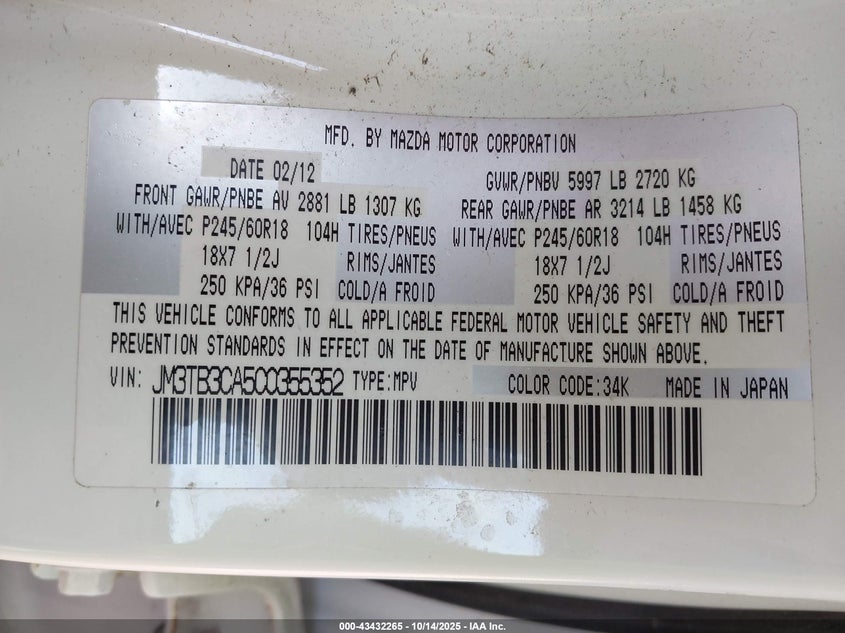 MFD. BY MAZDA MOTOR CORPORATION
DATE 02/12 GVWR/PNBV 5997 LB 2720 KG
FRONT GAWR/PNBE AV 2881 LB 1307 KG REAR GAWR/PNBE AR 3214 LB 1458 KG
WITH/AVEC P245/60R18 104H TIRES/PNEUS WITH/AVEC P245/60R18 104H TIRES/PNEUS
18X7 1/2J RIMS/JANTES 18X7 1/2J RIMS/JANTES
250 KPA/36 PSI COLD/A FROID 250 KPA/36 PSI COLD/A FROID
THIS VEHICLE CONFORMS TO ALL APPLICABLE FEDERAL MOTOR VEHICLE SAFETY AND THEFT
PREVENTION STANDARDS IN EFFECT ON THE DATE OF MANUFACTURE SHOWN ABOVE.
VIN: JM3TB3CA5C0355352 TYPE:MPV COLOR CODE:34K MADE IN JAPAN
000-43432265 - 10/14/2025 - IAA Inc.